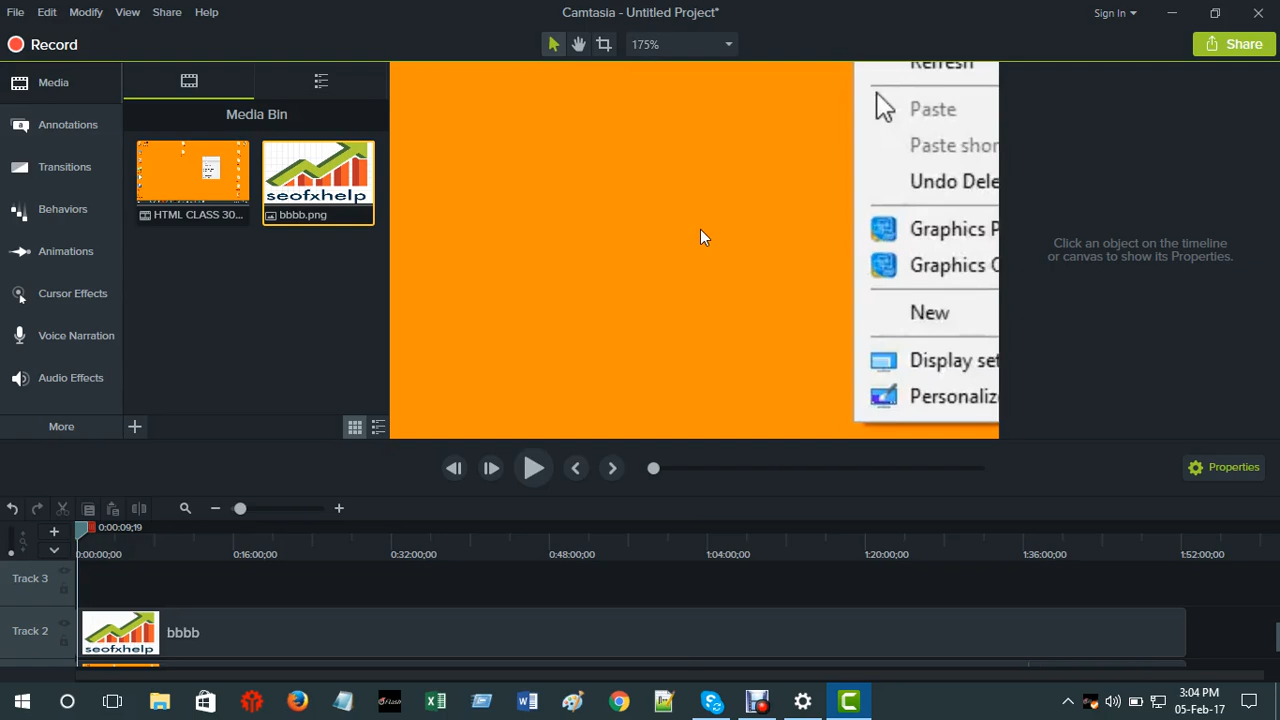 File Edit Modify View Share Help
Camtasia - Untitled Project*
Sign In
Record
175%
Share
Media
Annotations
Transitions
Behaviors
Animations
Cursor Effects
Voice Narration
Audio Effects
More
Media Bin
seofxhelp
HTML CLASS 30...
bbbb.png
Refresh
Paste
Paste shor
Undo Dele
Graphics P
Graphics O
New
Display set
Personaliz
Click an object on the timeline
or canvas to show its Properties.
Properties
0:00:09;19
0:00:00;00 0:16:00;00 0:32:00;00 0:48:00;00 1:04:00;00 1:20:00;00 1:36:00;00 1:52:00;00
Track 3
Track 2
seofxhelp
bbbb
3:04 PM
05-Feb-17